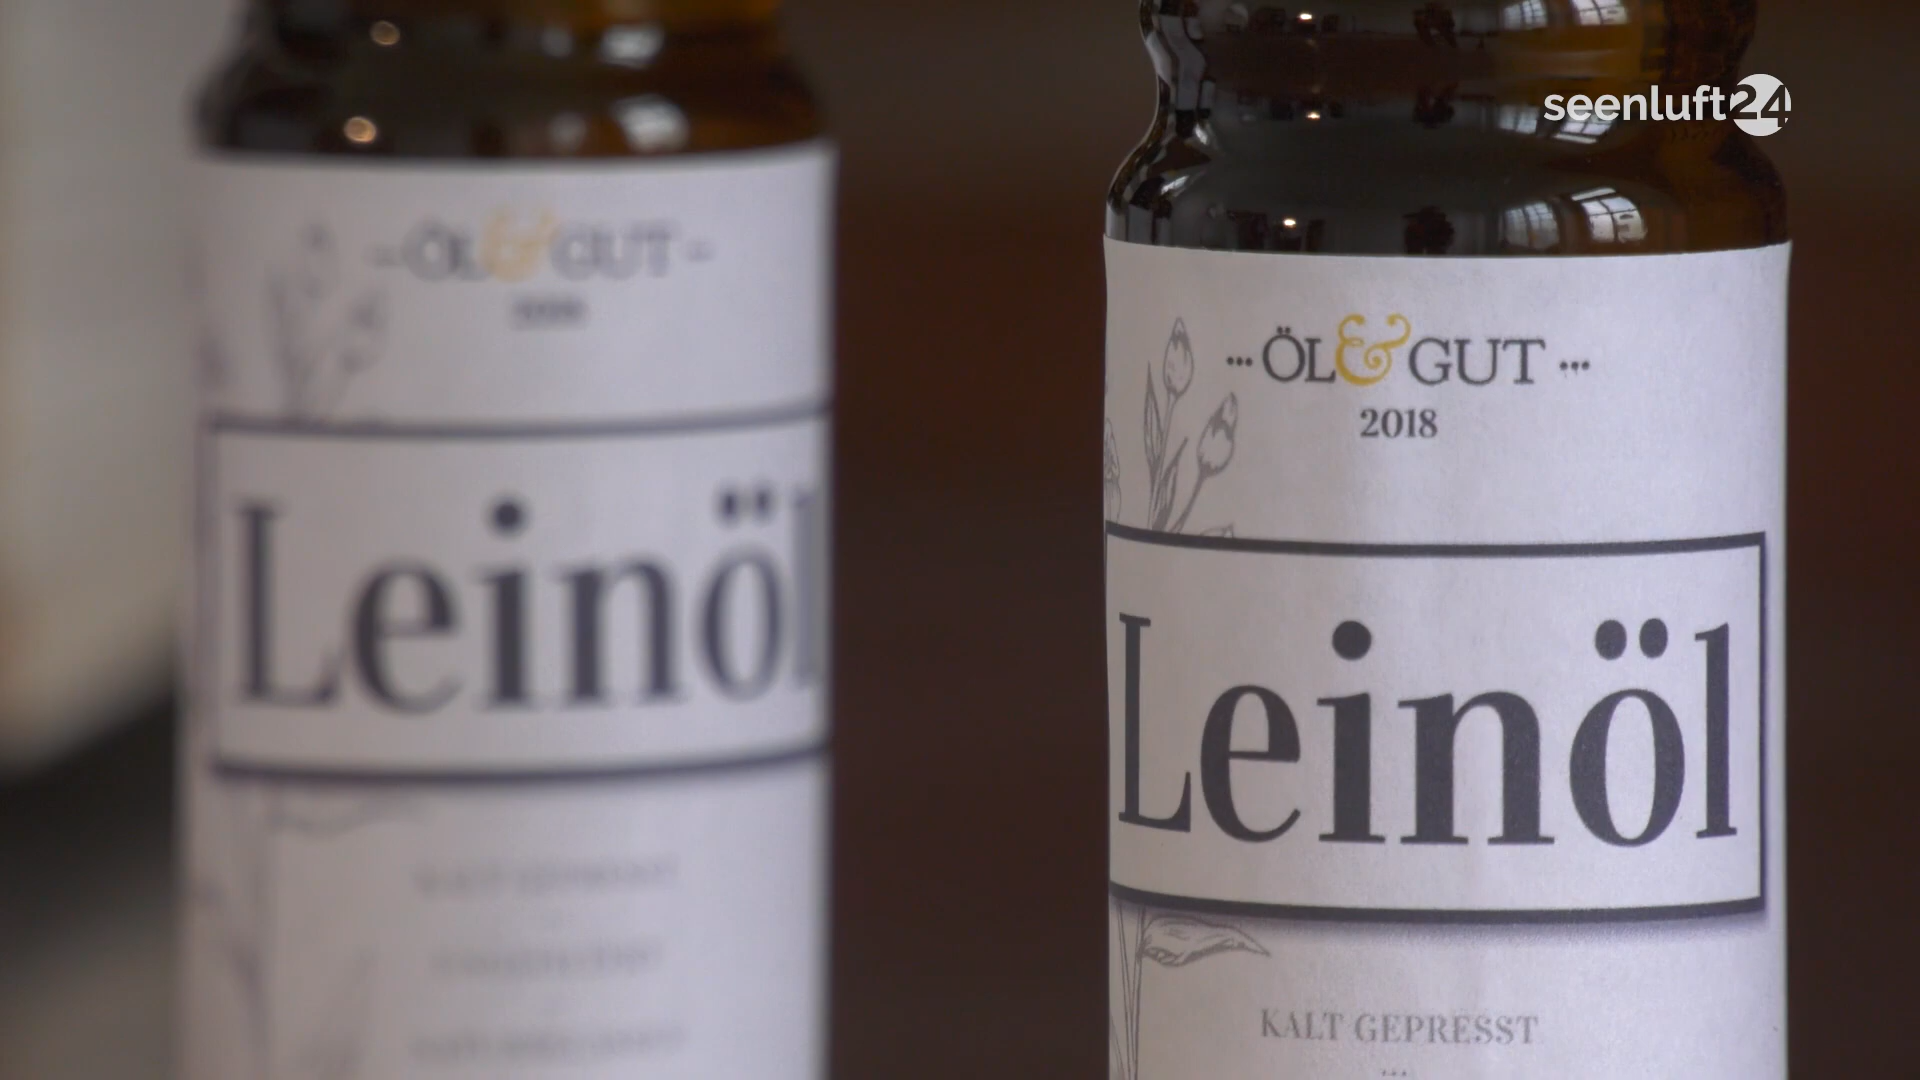 seenluft24
ÖL&GUT
Leinöl
··· ÖL&GUT ···
2018
Leinöl
KALT GEPRESST
...